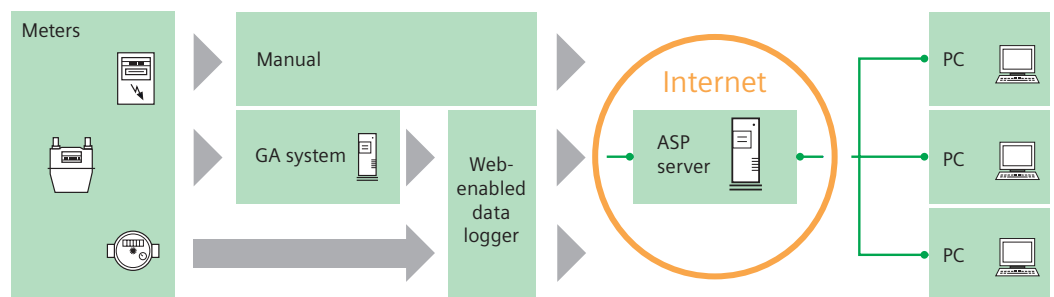 Meters
Manual
GA system
Web-
enabled
data
logger
Internet
ASP
server
PC
PC
PC